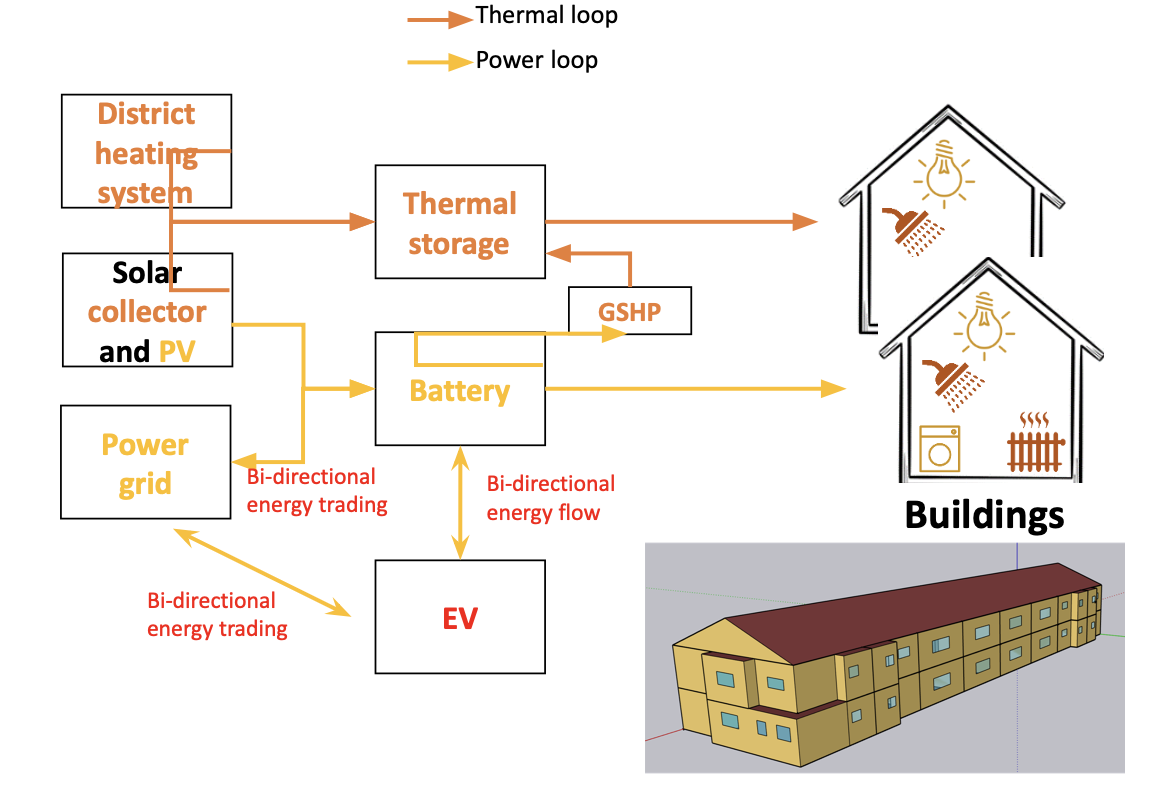 Thermal loop
Power loop
District
heating
system
Thermal
storage
Solar
collector
and PV
GSHP
Battery
Power
grid
Bi-directional
energy trading
Bi-directional
energy flow
Buildings
Bi-directional
energy trading
EV